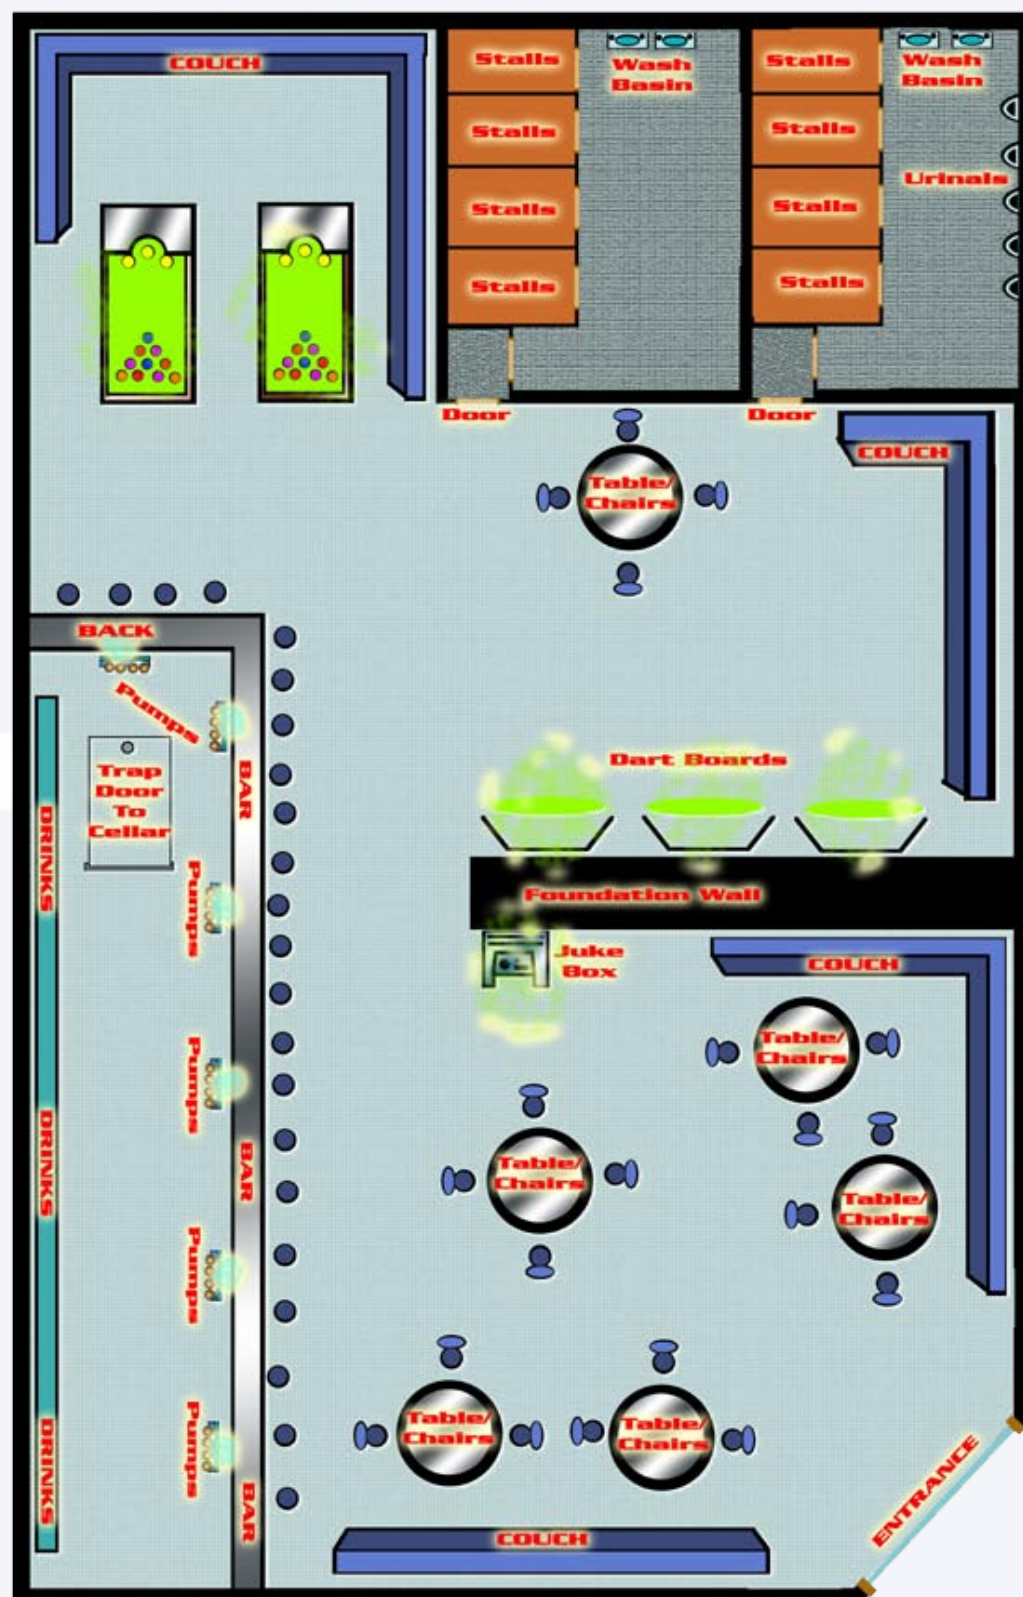 COUCH
Stalls
Wash
Basin
Stalls
Wash
Basin
Stalls
Stalls
Urinals
Stalls
Stalls
Stalls
Stalls
Door
Door
COUCH
Table/
Chairs
BACK
Pumps
Dart Boards
BAR
Trap
Door
To
Cellar
DRINKS
Pumps
Foundation Wall
Juke
Box
COUCH
Table/
Chairs
Pumps
DRINKS
BAR
Table/
Chairs
Table/
Chairs
Pumps
Table/
Chairs
Table/
Chairs
Pumps
DRINKS
BAR
ENTRANCE
COUCH